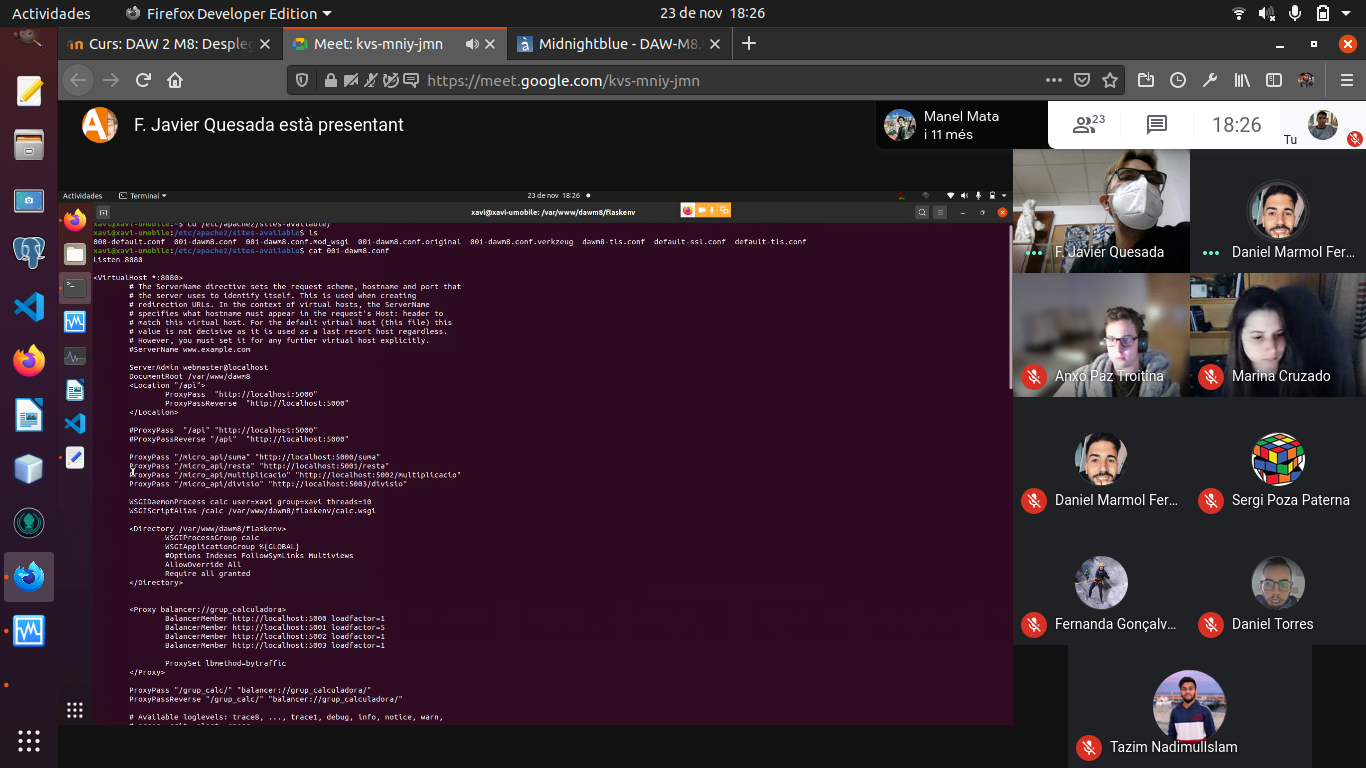 Actividades
Firefox Developer Edition
23 de nov 18:26
Curs: DAW 2 M8: Despleg
Meet: kvs-mniy-jmn
Midnightblue - DAW-M8.
https://meet.google.com/kvs-mniy-jmn
F. Javier Quesada està presentant
Manel Mata
i 11 més
23
18:26
Tu
Actividades
Terminal
23 de nov 18:26
xavi@xavi-umobile: /var/www/dawm8/flaskenv
xavi@xavi-umobile:~$ cd /etc/apache2/sites-available/
xavi@xavi-umobile:/etc/apache2/sites-available$ ls
000-default.conf 001-dawm8.conf 001-dawm8.conf.mod_wsgi 001-dawm8.conf.original 001-dawm8.conf.verkzeug dawm8-tls.conf default-ssl.conf default-tls.conf
xavi@xavi-umobile:/etc/apache2/sites-available$ cat 001-dawm8.conf
Listen 8080
<VirtualHost *:8080>
# The ServerName directive sets the request scheme, hostname and port that
# the server uses to identify itself. This is used when creating
# redirection URLs. In the context of virtual hosts, the ServerName
# specifies what hostname must appear in the request's Host: header to
# match this virtual host. For the default virtual host (this file) this
# value is not decisive as it is used as a last resort host regardless.
# However, you must set it for any further virtual host explicitly.
#ServerName www.example.com
ServerAdmin webmaster@localhost
DocumentRoot /var/www/dawm8
<Location "/api">
ProxyPass "http://localhost:5000"
ProxyPassReverse "http://localhost:5000"
</Location>
#ProxyPass "/api" "http://localhost:5000"
#ProxyPassReverse "/api" "http://localhost:5000"
ProxyPass "/micro_api/suma" "http://localhost:5000/suma"
ProxyPass "/micro_api/resta" "http://localhost:5001/resta"
ProxyPass "/micro_api/multiplicacio" "http://localhost:5002/multiplicacio"
ProxyPass "/micro_api/divisio" "http://localhost:5003/divisio"
WSGIDaemonProcess calc user=xavi group=xavi threads=10
WSGIScriptAlias /calc /var/www/dawm8/flaskenv/calc.wsgi
<Directory /var/www/dawm8/flaskenv>
WSGIProcessGroup calc
WSGIApplicationGroup %{GLOBAL}
#Options Indexes FollowSymLinks Multiviews
AllowOverride All
Require all granted
</Directory>
<Proxy balancer://grup_calculadora>
BalancerMember http://localhost:5000 loadfactor=1
BalancerMember http://localhost:5001 loadfactor=5
BalancerMember http://localhost:5002 loadfactor=1
BalancerMember http://localhost:5003 loadfactor=1
ProxySet lbmethod=bytraffic
</Proxy>
ProxyPass "/grup_calc/" "balancer://grup_calculadora/"
ProxyPassReverse "/grup_calc/" "balancer://grup_calculadora/"
# Available loglevels: trace8, ..., trace1, debug, info, notice, warn,
F. Javier Quesada
Daniel Marmol Fer...
Anxo Paz Troitina
Marina Cruzado
Daniel Marmol Fer...
Sergi Poza Paterna
Fernanda Gonçalv...
Daniel Torres
Tazim NadimulIslam